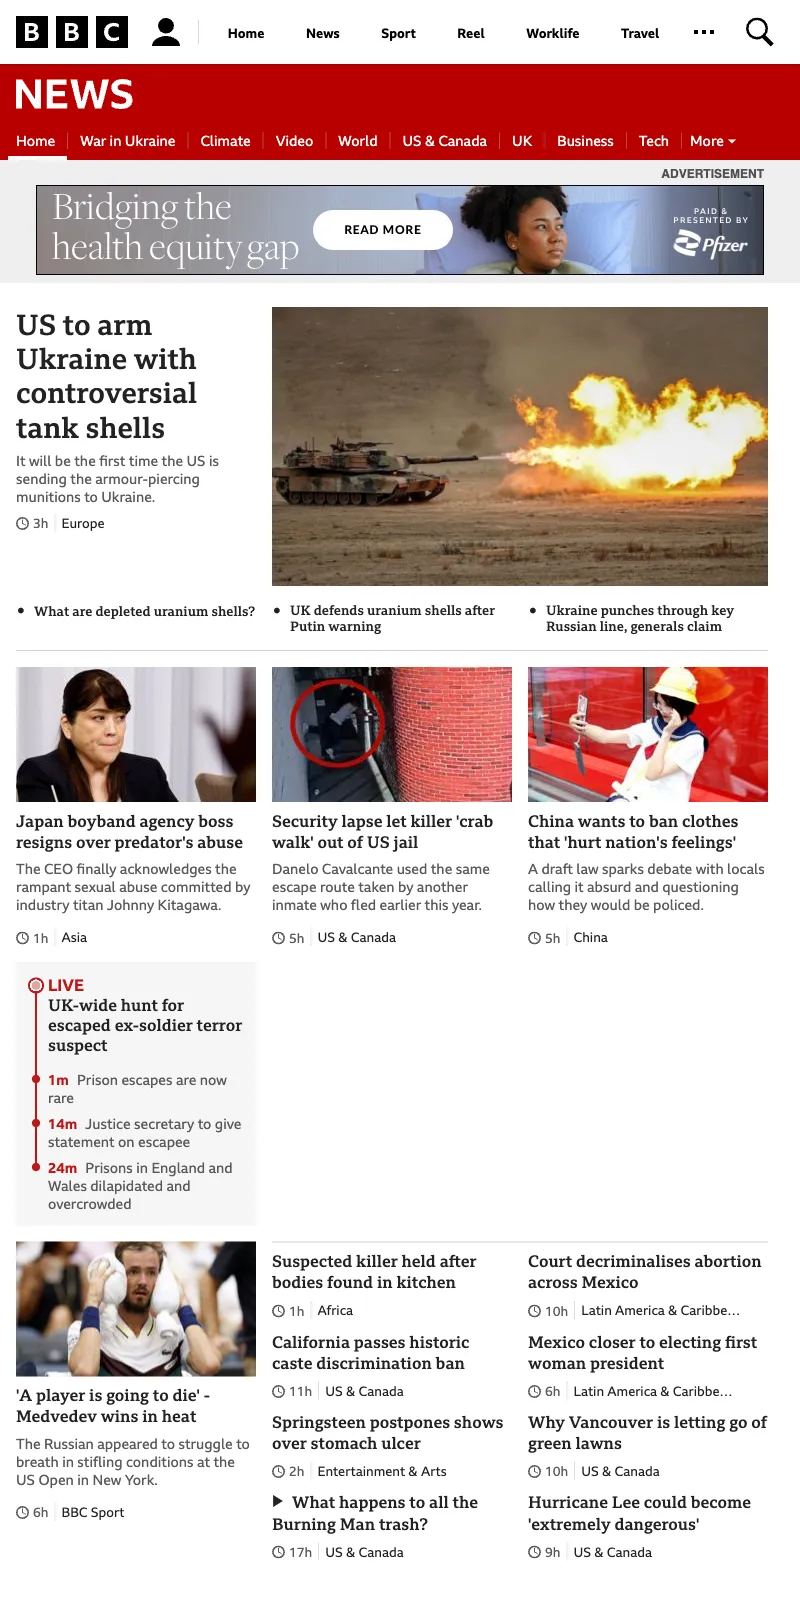 BBC
Home
News
Sport
Reel
Worklife
Travel
NEWS
Home
War in Ukraine
Climate
Video
World
US & Canada
UK
Business
Tech
More
ADVERTISEMENT
Bridging the
health equity gap
READ MORE
PAID &
PRESENTED BY
Pfizer
US to arm
Ukraine with
controversial
tank shells
It will be the first time the US is
sending the armour-piercing
munitions to Ukraine.
3h Europe
What are depleted uranium shells?
UK defends uranium shells after
Putin warning
Ukraine punches through key
Russian line, generals claim
Japan boyband agency boss
resigns over predator's abuse
The CEO finally acknowledges the
rampant sexual abuse committed by
industry titan Johnny Kitagawa.
1h Asia
Security lapse let killer 'crab
walk' out of US jail
Danelo Cavalcante used the same
escape route taken by another
inmate who fled earlier this year.
5h US & Canada
China wants to ban clothes
that 'hurt nation's feelings'
A draft law sparks debate with locals
calling it absurd and questioning
how they would be policed.
5h China
LIVE
UK-wide hunt for
escaped ex-soldier terror
suspect
1m Prison escapes are now
rare
14m Justice secretary to give
statement on escapee
24m Prisons in England and
Wales dilapidated and
overcrowded
'A player is going to die' -
Medvedev wins in heat
The Russian appeared to struggle to
breath in stifling conditions at the
US Open in New York.
6h BBC Sport
Suspected killer held after
bodies found in kitchen
1h Africa
California passes historic
caste discrimination ban
11h US & Canada
Springsteen postpones shows
over stomach ulcer
2h Entertainment & Arts
What happens to all the
Burning Man trash?
17h US & Canada
Court decriminalises abortion
across Mexico
10h Latin America & Caribbe...
Mexico closer to electing first
woman president
6h Latin America & Caribbe...
Why Vancouver is letting go of
green lawns
10h US & Canada
Hurricane Lee could become
'extremely dangerous'
9h US & Canada